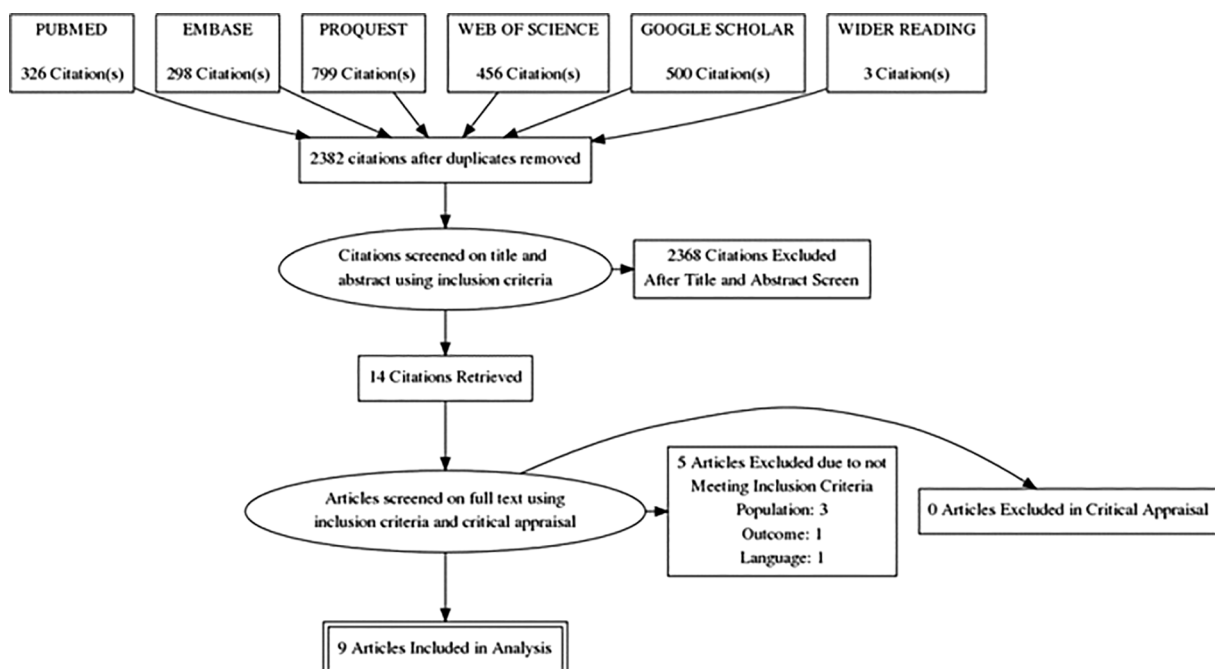 PUBMED
326 Citation(s)
EMBASE
298 Citation(s)
PROQUEST
799 Citation(s)
WEB OF SCIENCE
456 Citation(s)
GOOGLE SCHOLAR
500 Citation(s)
WIDER READING
3 Citation(s)
2382 citations after duplicates removed
Citations screened on title and
abstract using inclusion criteria
2368 Citations Excluded
After Title and Abstract Screen
14 Citations Retrieved
Articles screened on full text using
inclusion criteria and critical appraisal
5 Articles Excluded due to not
Meeting Inclusion Criteria
Population: 3
Outcome: 1
Language: 1
0 Articles Excluded in Critical Appraisal
9 Articles Included in Analysis